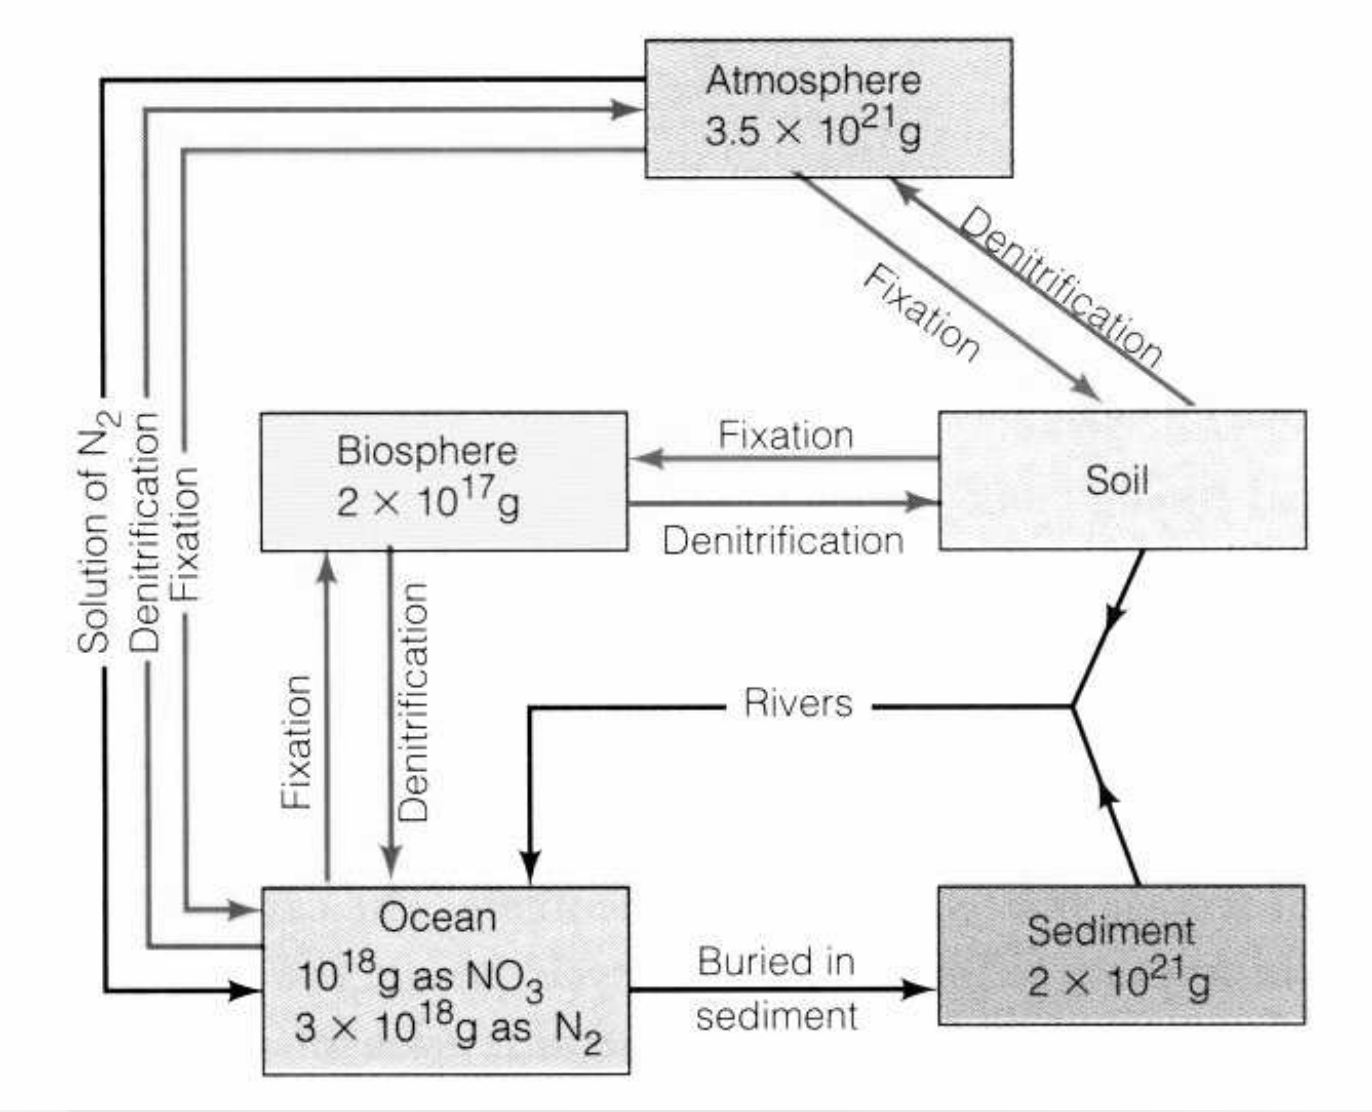 Atmosphere
3.5 × 10²¹g
Denitrification
Fixation
Solution of N₂
Denitrification
Fixation
Biosphere
2 × 10¹⁷g
Fixation
Denitrification
Soil
Fixation
Denitrification
Rivers
Ocean
10¹⁸g as NO₃
3 × 10¹⁸g as N₂
Buried in
sediment
Sediment
2 × 10²¹g